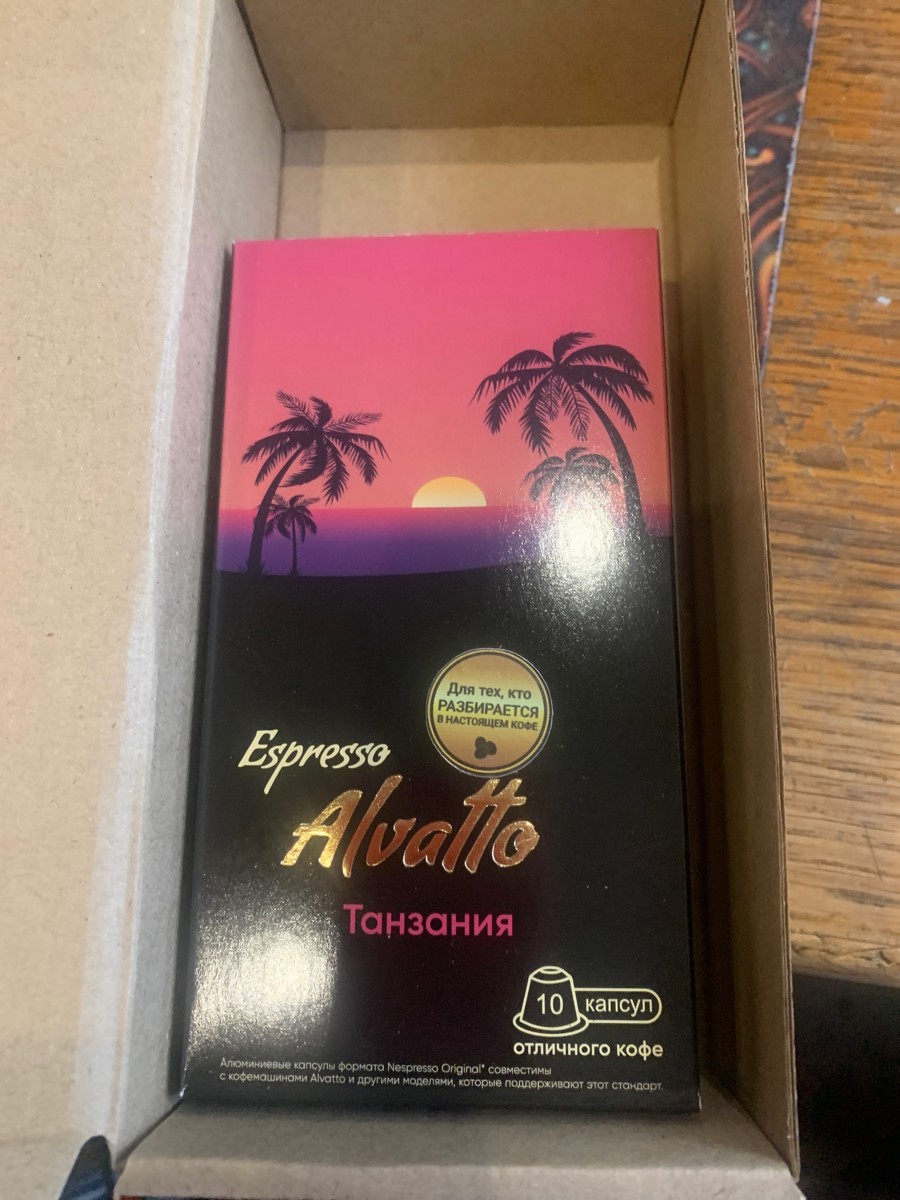 Для тех, кто
РАЗБИРАЕТСЯ
В НАСТОЯЩЕМ КОФЕ
Espresso
Alvatto
Танзания
10 капсул
отличного кофе
Алюминиевые капсулы формата Nespresso Original* совместимы
с кофемашинами Alvatto и другими моделями, которые поддерживают этот стандарт.